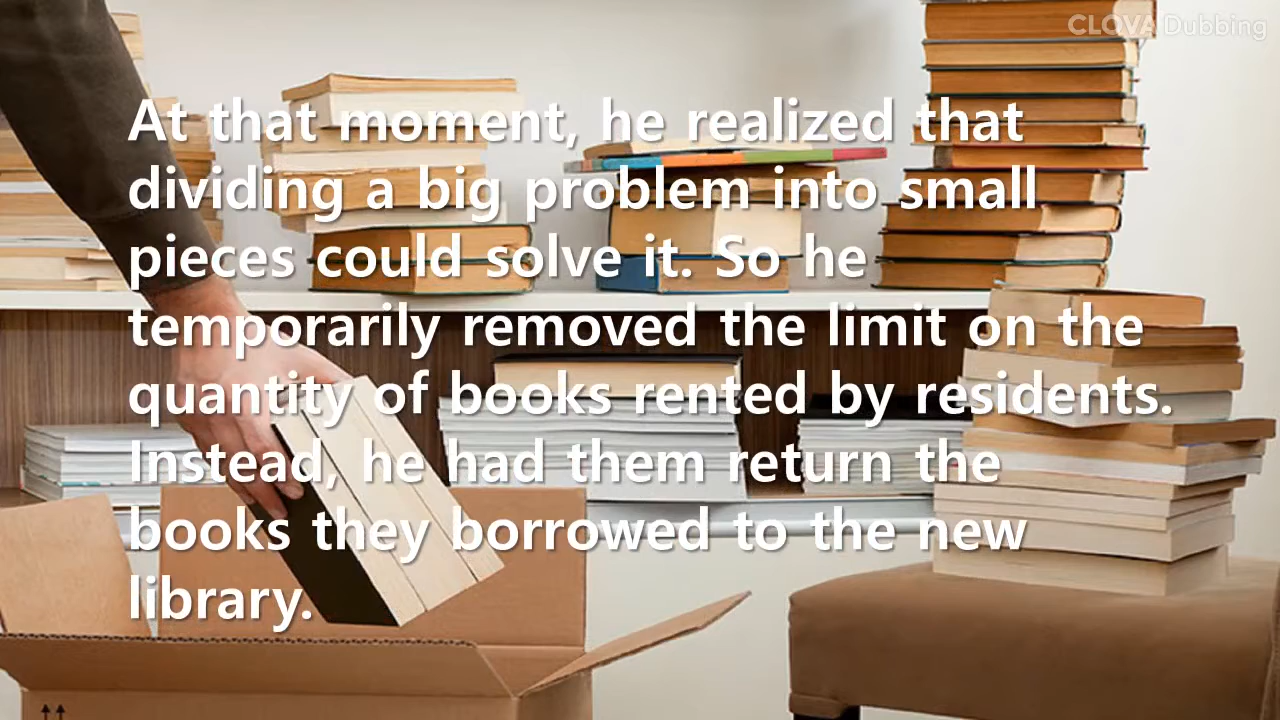 CLOVA Dubbing
At that moment, he realized that
dividing a big problem into small
pieces could solve it. So he
temporarily removed the limit on the
quantity of books rented by residents.
Instead, he had them return the
books they borrowed to the new
library.